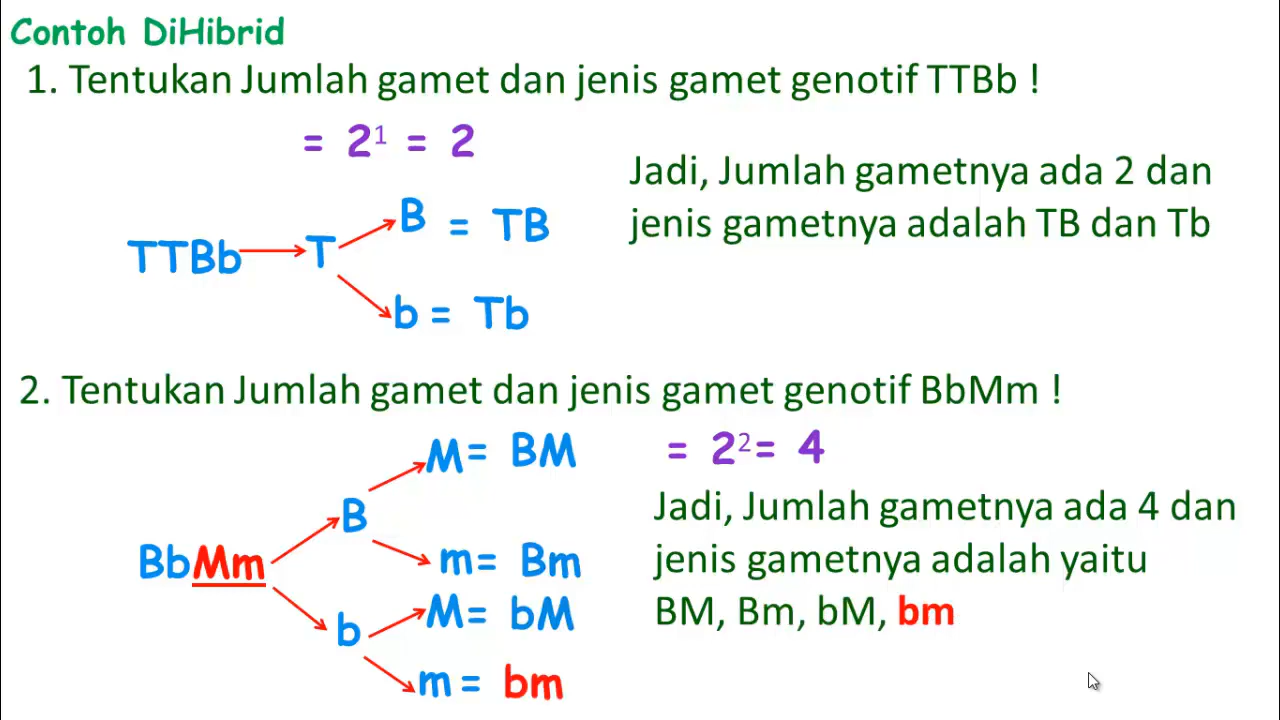 Contoh DiHibrid
1. Tentukan Jumlah gamet dan jenis gamet genotif TTBb !
= 2¹ = 2
Jadi, Jumlah gametnya ada 2 dan
jenis gametnya adalah TB dan Tb
B = TB
TTBb T
b = Tb
2. Tentukan Jumlah gamet dan jenis gamet genotif BbMm !
M = BM
= 2² = 4
B
Jadi, Jumlah gametnya ada 4 dan
jenis gametnya adalah yaitu
BM, Bm, bM, bm
BbMm
m = Bm
M = bM
b
m = bm